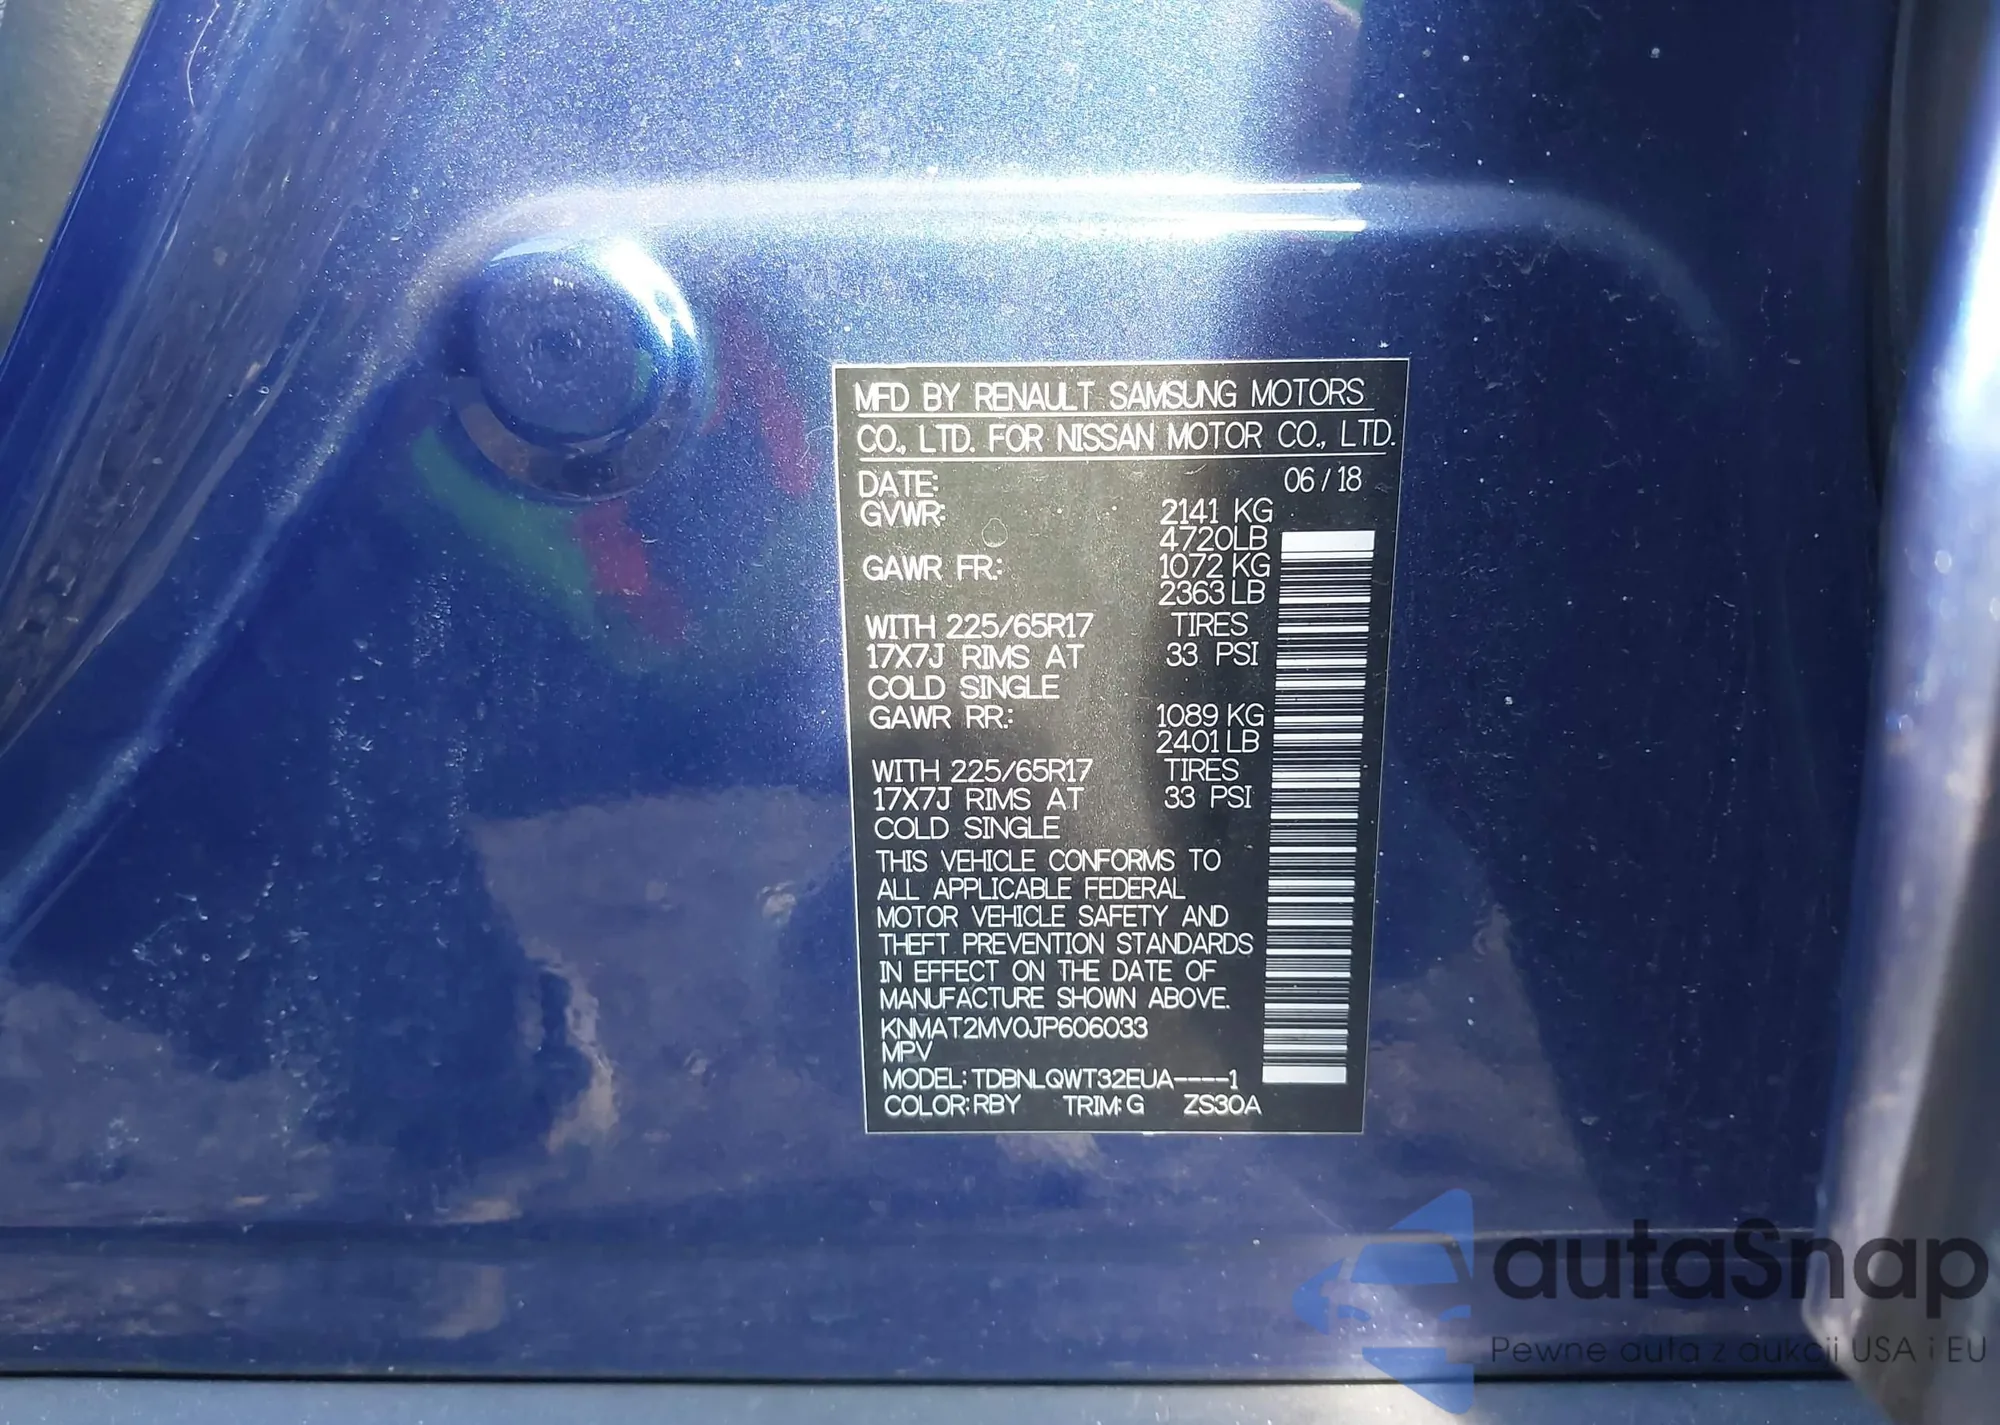 MFD BY RENAULT SAMSUNG MOTORS
CO., LTD. FOR NISSAN MOTOR CO., LTD.
DATE: 06 / 18
GVWR: 2141 KG
4720LB
GAWR FR.: 1072 KG
2363 LB
WITH 225/65R17 TIRES
17X7J RIMS AT 33 PSI
COLD SINGLE
GAWR RR.: 1089 KG
2401 LB
WITH 225/65R17 TIRES
17X7J RIMS AT 33 PSI
COLD SINGLE
THIS VEHICLE CONFORMS TO
ALL APPLICABLE FEDERAL
MOTOR VEHICLE SAFETY AND
THEFT PREVENTION STANDARDS
IN EFFECT ON THE DATE OF
MANUFACTURE SHOWN ABOVE.
KNMAT2MV0JP606033
MPV
MODEL: TDBNLQWT32EUA----1
COLOR: RBY TRIM: G ZS30A
autaSnap
Pewne auta z aukcji USA i EU